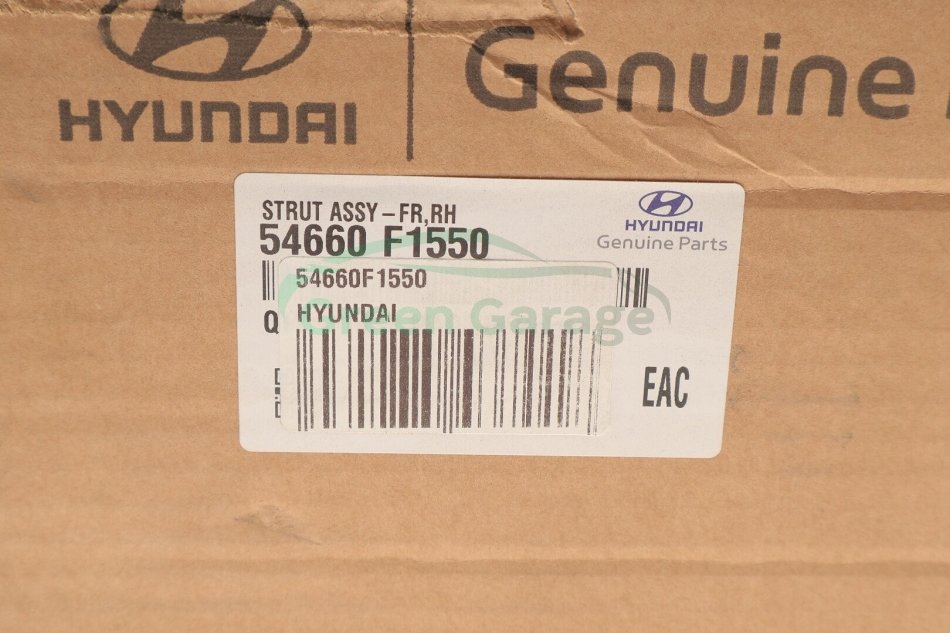 HYUNDAI
Genuine
STRUT ASSY – FR,RH
54660 F1550
HYUNDAI
Genuine Parts
54660F1550
HYUNDAI
Q
Green Garage
EAC